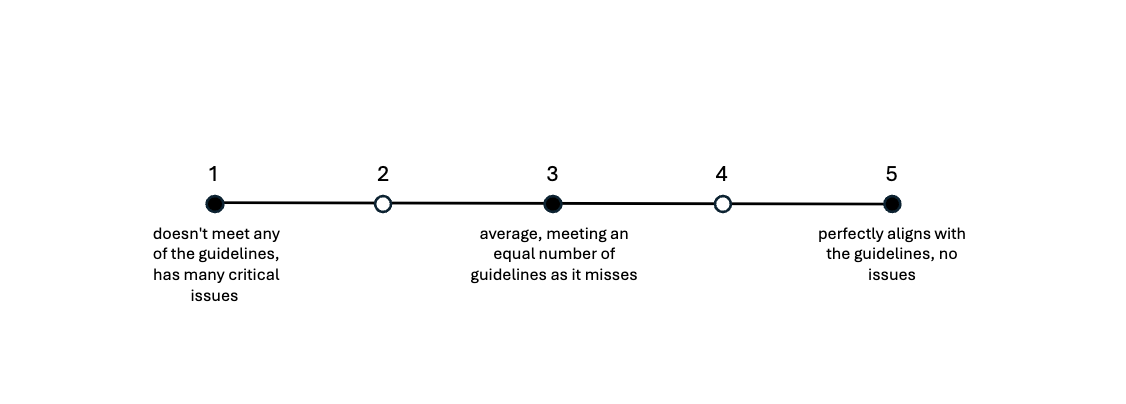 1
2
3
4
5
doesn't meet any
of the guidelines,
has many critical
issues
average, meeting an
equal number of
guidelines as it misses
perfectly aligns with
the guidelines, no
issues